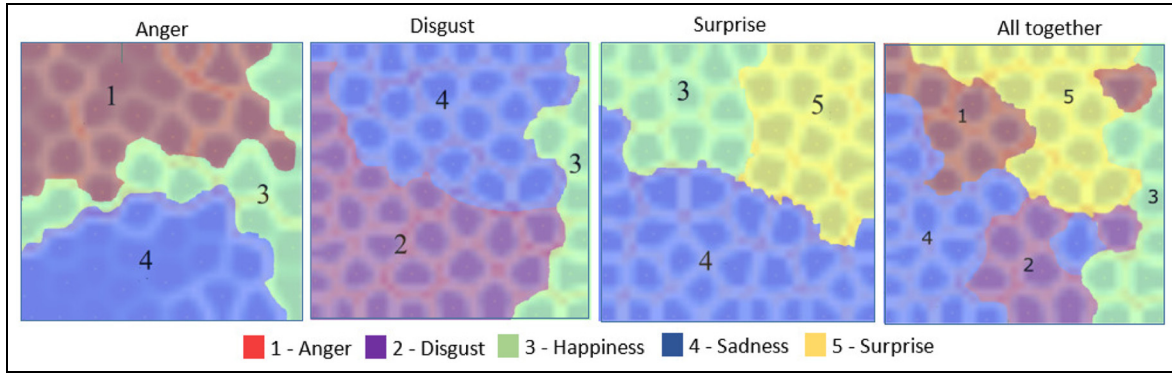 Anger Disgust Surprise All together
1 3 4
4 2 3
3 5 4
5 1 3 4 2
1 - Anger 2 - Disgust 3 - Happiness 4 - Sadness 5 - Surprise